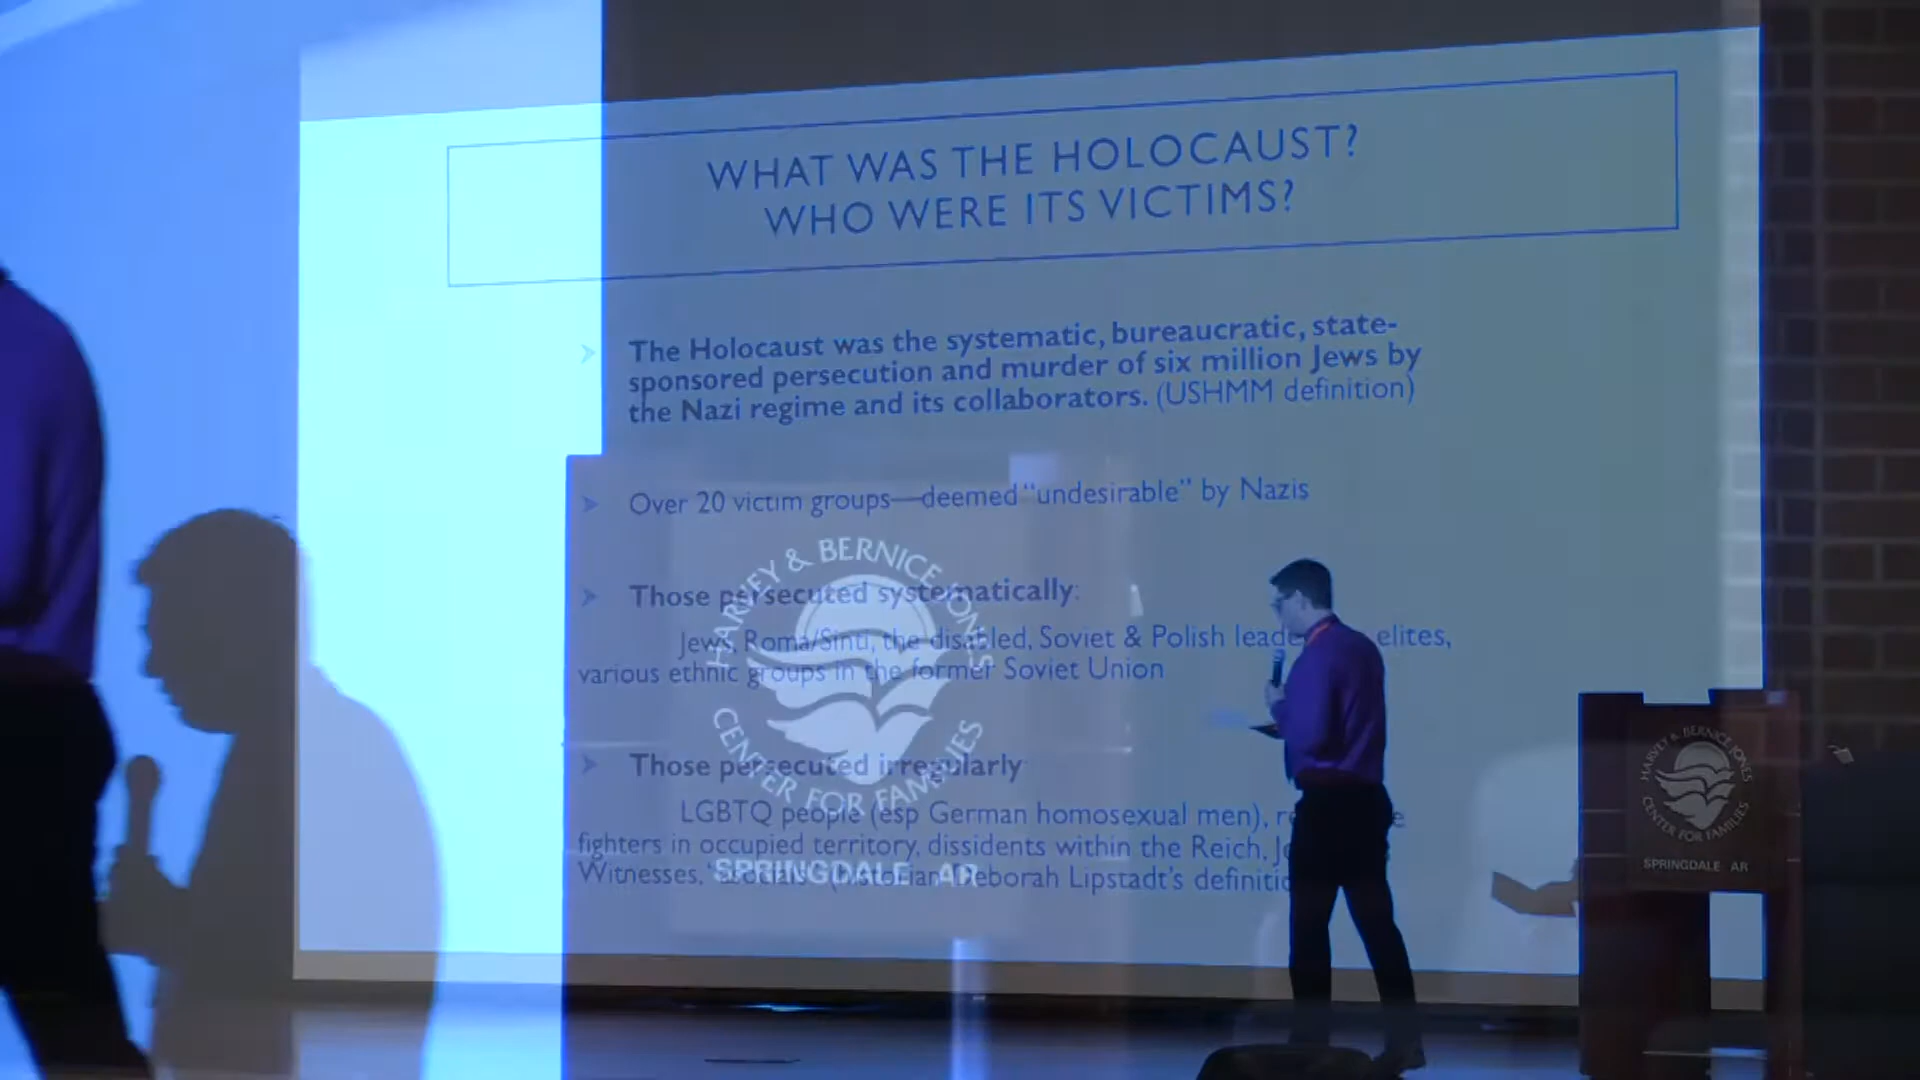 WHAT WAS THE HOLOCAUST?
WHO WERE ITS VICTIMS?
The Holocaust was the systematic, bureaucratic, state-
sponsored persecution and murder of six million Jews by
the Nazi regime and its collaborators. (USHMM definition)
Over 20 victim groups—deemed "undesirable" by Nazis
Those persecuted systematically:
Jews, Roma/Sinti, the disabled, Soviet & Polish elites,
various ethnic groups in the former Soviet Union
Those persecuted irregularly
LGBTQ people (esp German homosexual men),
fighters in occupied territory, dissidents within the Reich,
Witnesses, Deborah Lipstadt's
HARVEY & BERNICE JONES
CENTER FOR FAMILIES
SPRINGDALE AR
HARVEY & BERNICE JONES
CENTER FOR FAMILIES
SPRINGDALE AR